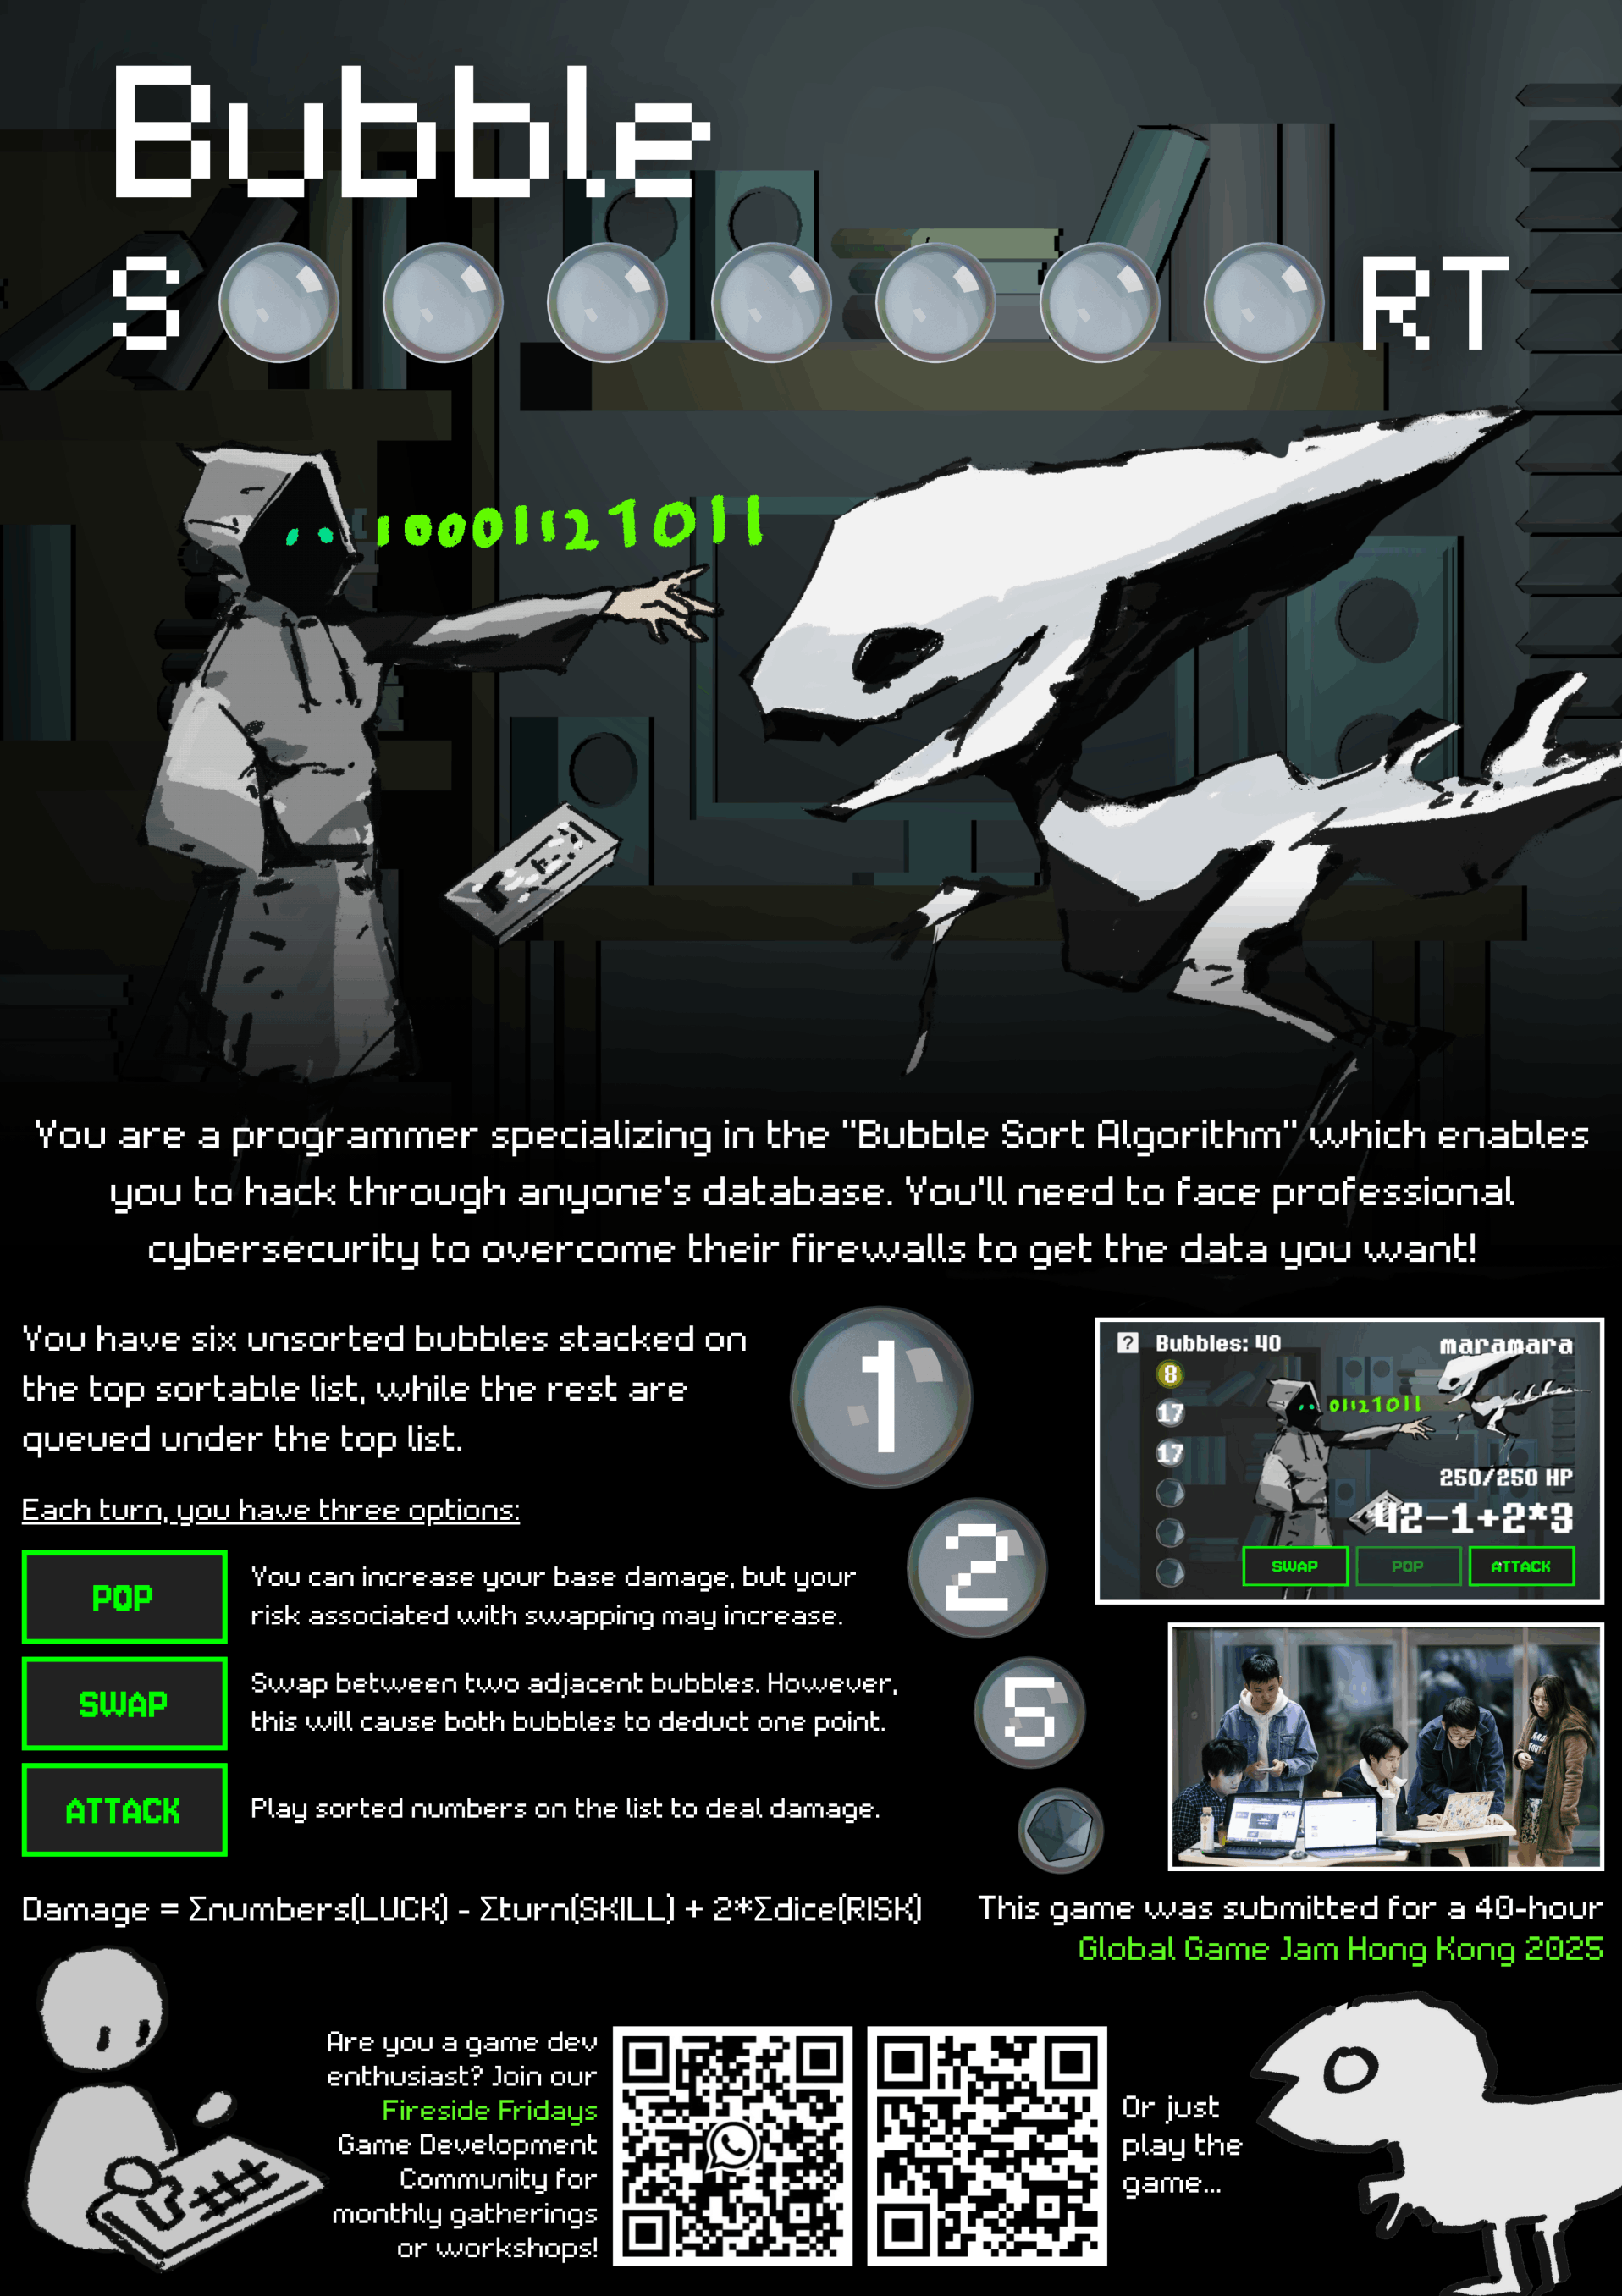 Bubble
S RT
10001121011
You are a programmer specializing in the "Bubble Sort Algorithm" which enables
you to hack through anyone's database. You'll need to face professional
cybersecurity to overcome their firewalls to get the data you want!
You have six unsorted bubbles stacked on
the top sortable list, while the rest are
queued under the top list.
Each turn, you have three options:
POP
You can increase your base damage, but your
risk associated with swapping may increase.
SWAP
Swap between two adjacent bubbles. However,
this will cause both bubbles to deduct one point.
ATTACK
Play sorted numbers on the list to deal damage.
1
2
5
? Bubbles: 40
maramara
8
17
17
01121011
250/250 HP
42-1+2*3
SWAP POP ATTACK
Damage = Σnumbers(LUCK) - Σturn(SKILL) + 2*Σdice(RISK)
This game was submitted for a 40-hour
Global Game Jam Hong Kong 2025
Are you a game dev
enthusiast? Join our
Fireside Fridays
Game Development
Community for
monthly gatherings
or workshops!
Or just
play the
game...